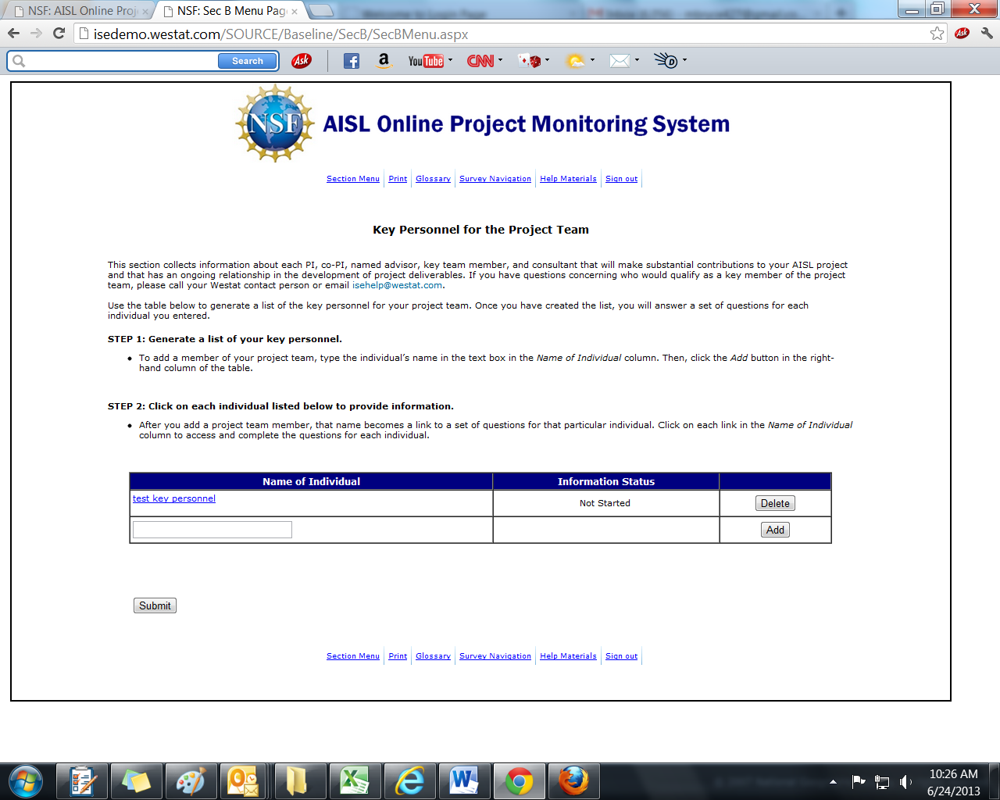 NSF: AISL Online Proj
NSF: Sec B Menu Pag
isedemo.westat.com/SOURCE/Baseline/SecB/SecBMenu.aspx
Ask
Search
Ask
a
YouTube
CNN
D
NSF
AISL Online Project Monitoring System
Section Menu Print Glossary Survey Navigation Help Materials Sign out
Key Personnel for the Project Team
This section collects information about each PI, co-PI, named advisor, key team member, and consultant that will make substantial contributions to your AISL project
and that has an ongoing relationship in the development of project deliverables. If you have questions concerning who would qualify as a key member of the project
team, please call your Westat contact person or email isehelp@westat.com.
Use the table below to generate a list of the key personnel for your project team. Once you have created the list, you will answer a set of questions for each
individual you entered.
STEP 1: Generate a list of your key personnel.
• To add a member of your project team, type the individual's name in the text box in the Name of Individual column. Then, click the Add button in the right-
hand column of the table.
STEP 2: Click on each individual listed below to provide information.
• After you add a project team member, that name becomes a link to a set of questions for that particular individual. Click on each link in the Name of Individual
column to access and complete the questions for each individual.
Name of Individual Information Status
test key personnel Not Started Delete
Add
Submit
Section Menu Print Glossary Survey Navigation Help Materials Sign out
10:26 AM
6/24/2013